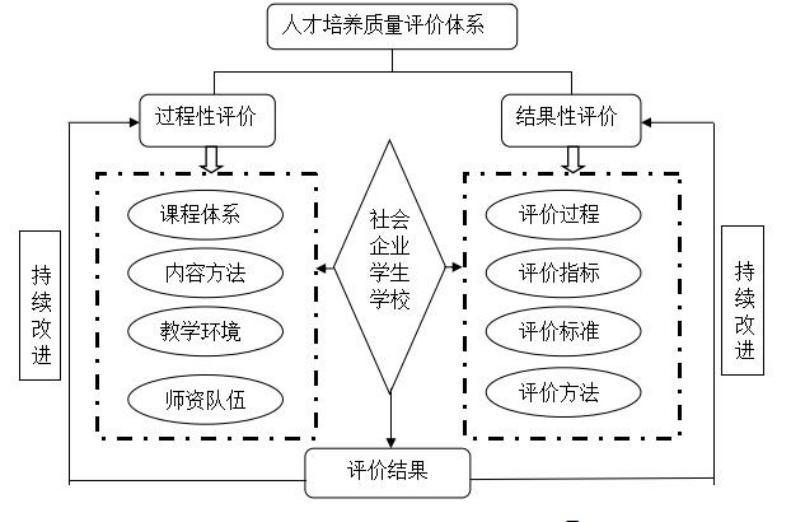 人才培养质量评价体系
过程性评价
结果性评价
课程体系
内容方法
教学环境
师资队伍
社会
企业
学生
学校
评价过程
评价指标
评价标准
评价方法
持
续
改
进
持
续
改
进
评价结果